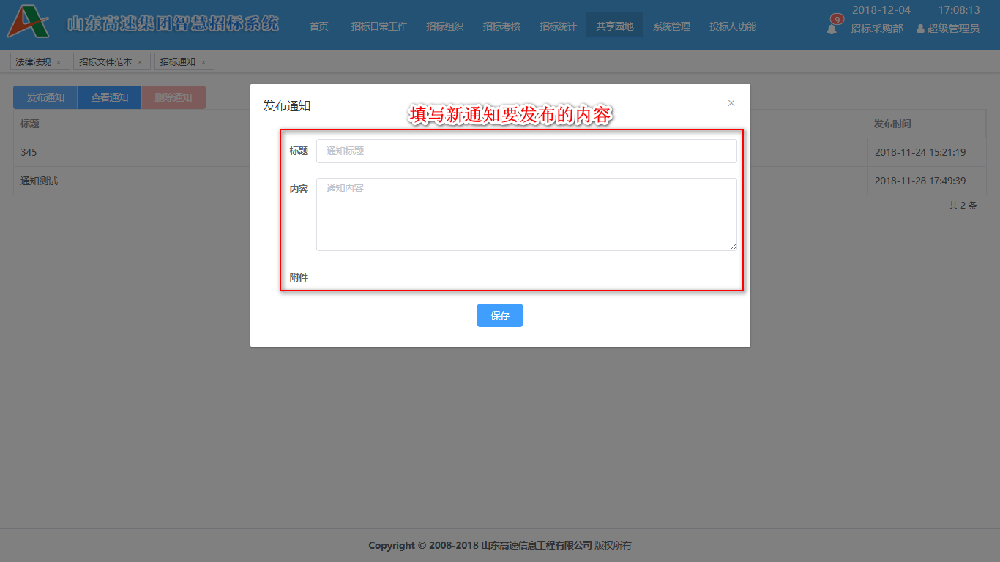 山东高速集团智慧招标系统
首页 招标日常工作 招标组织 招标考核 招标统计 共享园地 系统管理 投标人功能
2018-12-04 17:08:13
9
招标采购部 超级管理员
法律法规 × 招标文件范本 × 招标通知 ×
发布通知 查看通知 删除通知
标题 发布时间
345 2018-11-24 15:21:19
通知测试 2018-11-28 17:49:39
共 2 条
发布通知 ×
填写新通知要发布的内容
标题 通知标题
内容 通知内容
附件
保存
Copyright © 2008-2018 山东高速信息工程有限公司 版权所有